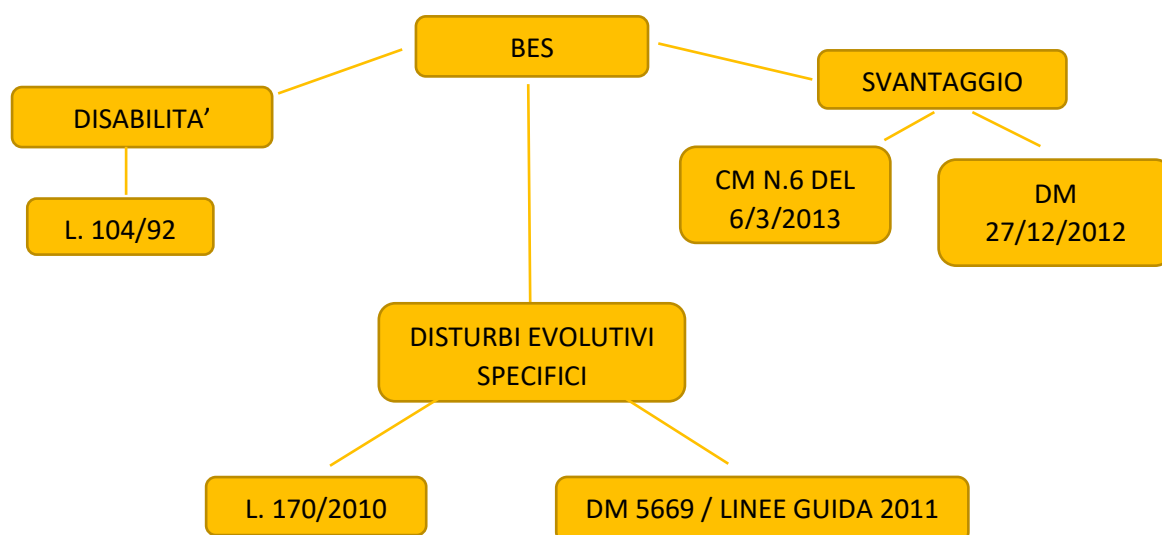 BES
SVANTAGGIO
DISABILITA’
CM N.6 DEL
6/3/2013
DM
27/12/2012
L. 104/92
DISTURBI EVOLUTIVI
SPECIFICI
L. 170/2010
DM 5669 / LINEE GUIDA 2011